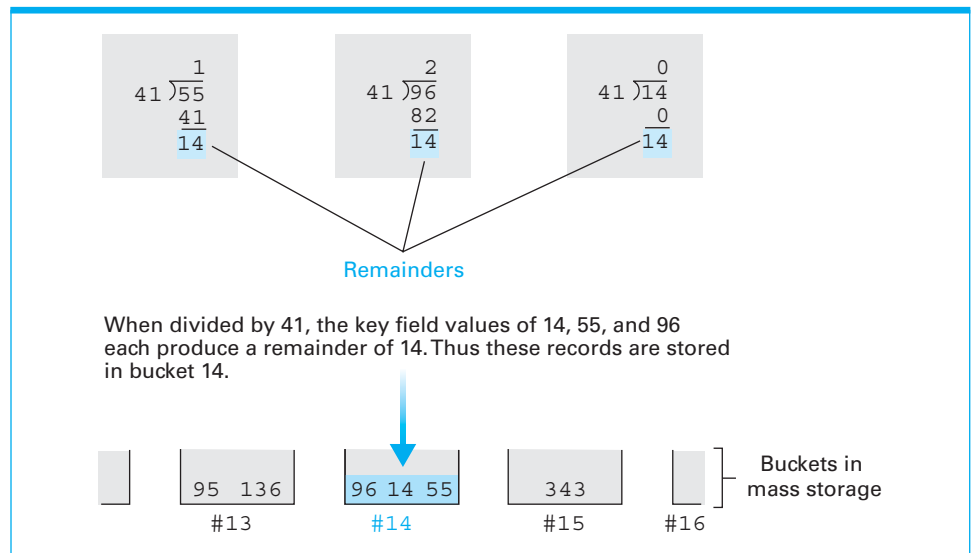 1
41 )55
41
14
2
41 )96
82
14
0
41 )14
0
14
Remainders
When divided by 41, the key field values of 14, 55, and 96
each produce a remainder of 14. Thus these records are stored
in bucket 14.
95 136
96 14 55
343
Buckets in
mass storage
#13
#14
#15
#16